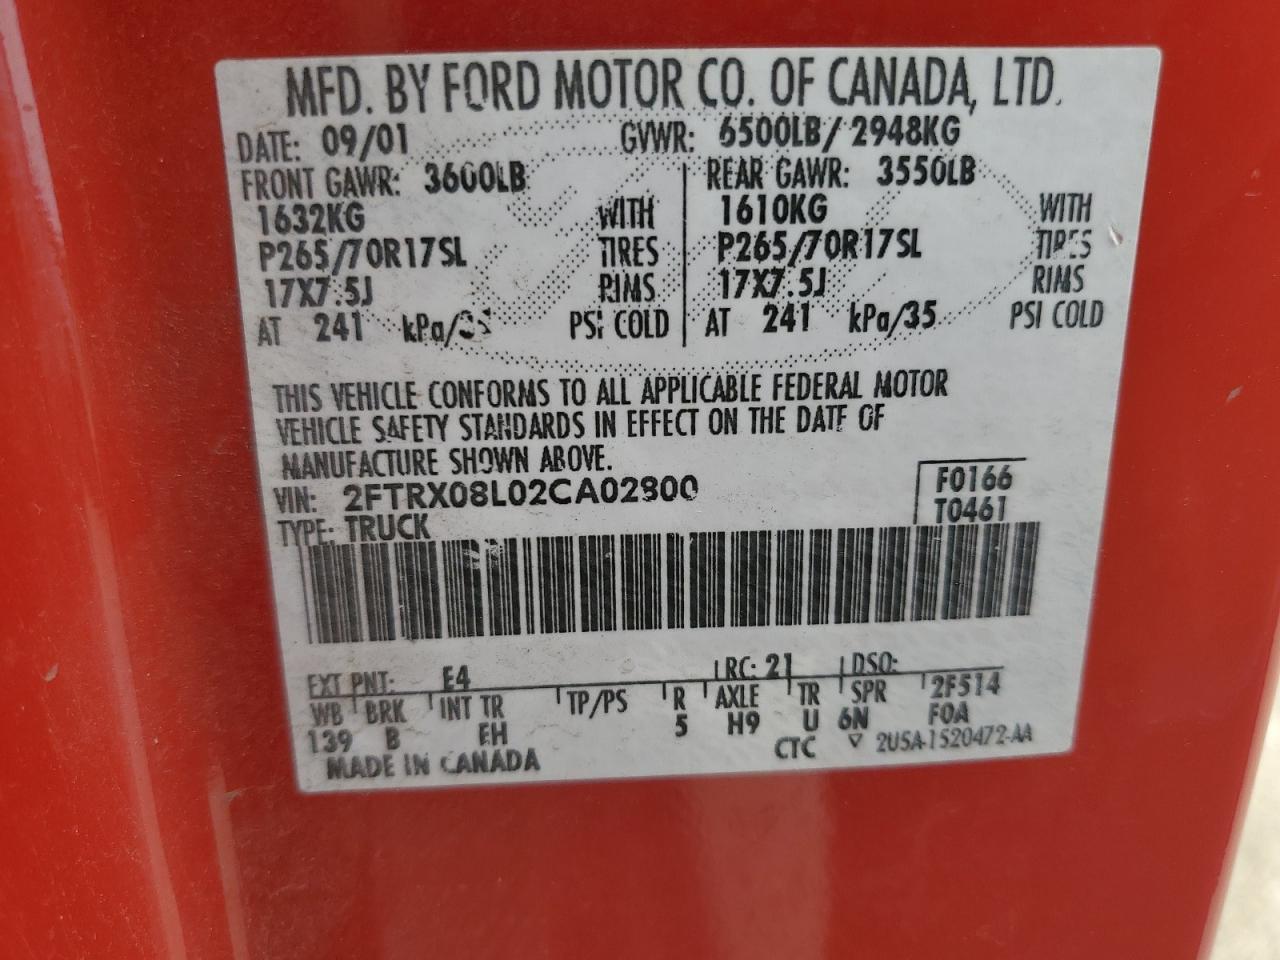 MFD. BY FORD MOTOR CO. OF CANADA, LTD.
DATE: 09/01 GVWR: 6500LB/ 2948KG
FRONT GAWR: 3600LB REAR GAWR: 3550LB
1632KG WITH 1610KG WITH
P265/70R17SL TIRES P265/70R17SL TIRES
17X7.5J RIMS 17X7.5J RIMS
AT 241 kPa/35 PSI COLD AT 241 kPa/35 PSI COLD
THIS VEHICLE CONFORMS TO ALL APPLICABLE FEDERAL MOTOR
VEHICLE SAFETY STANDARDS IN EFFECT ON THE DATE OF
MANUFACTURE SHOWN ABOVE.
VIN: 2FTRX08L02CA02800 F0166
TYPE: TRUCK T0461
EXT PNT: E4 RC: 21 DSO:
WB BRK INT TR TP/PS R AXLE TR SPR 2F514
139 B EH 5 H9 U 6N F0A
MADE IN CANADA CTC ▽ 2USA-1520472-AA